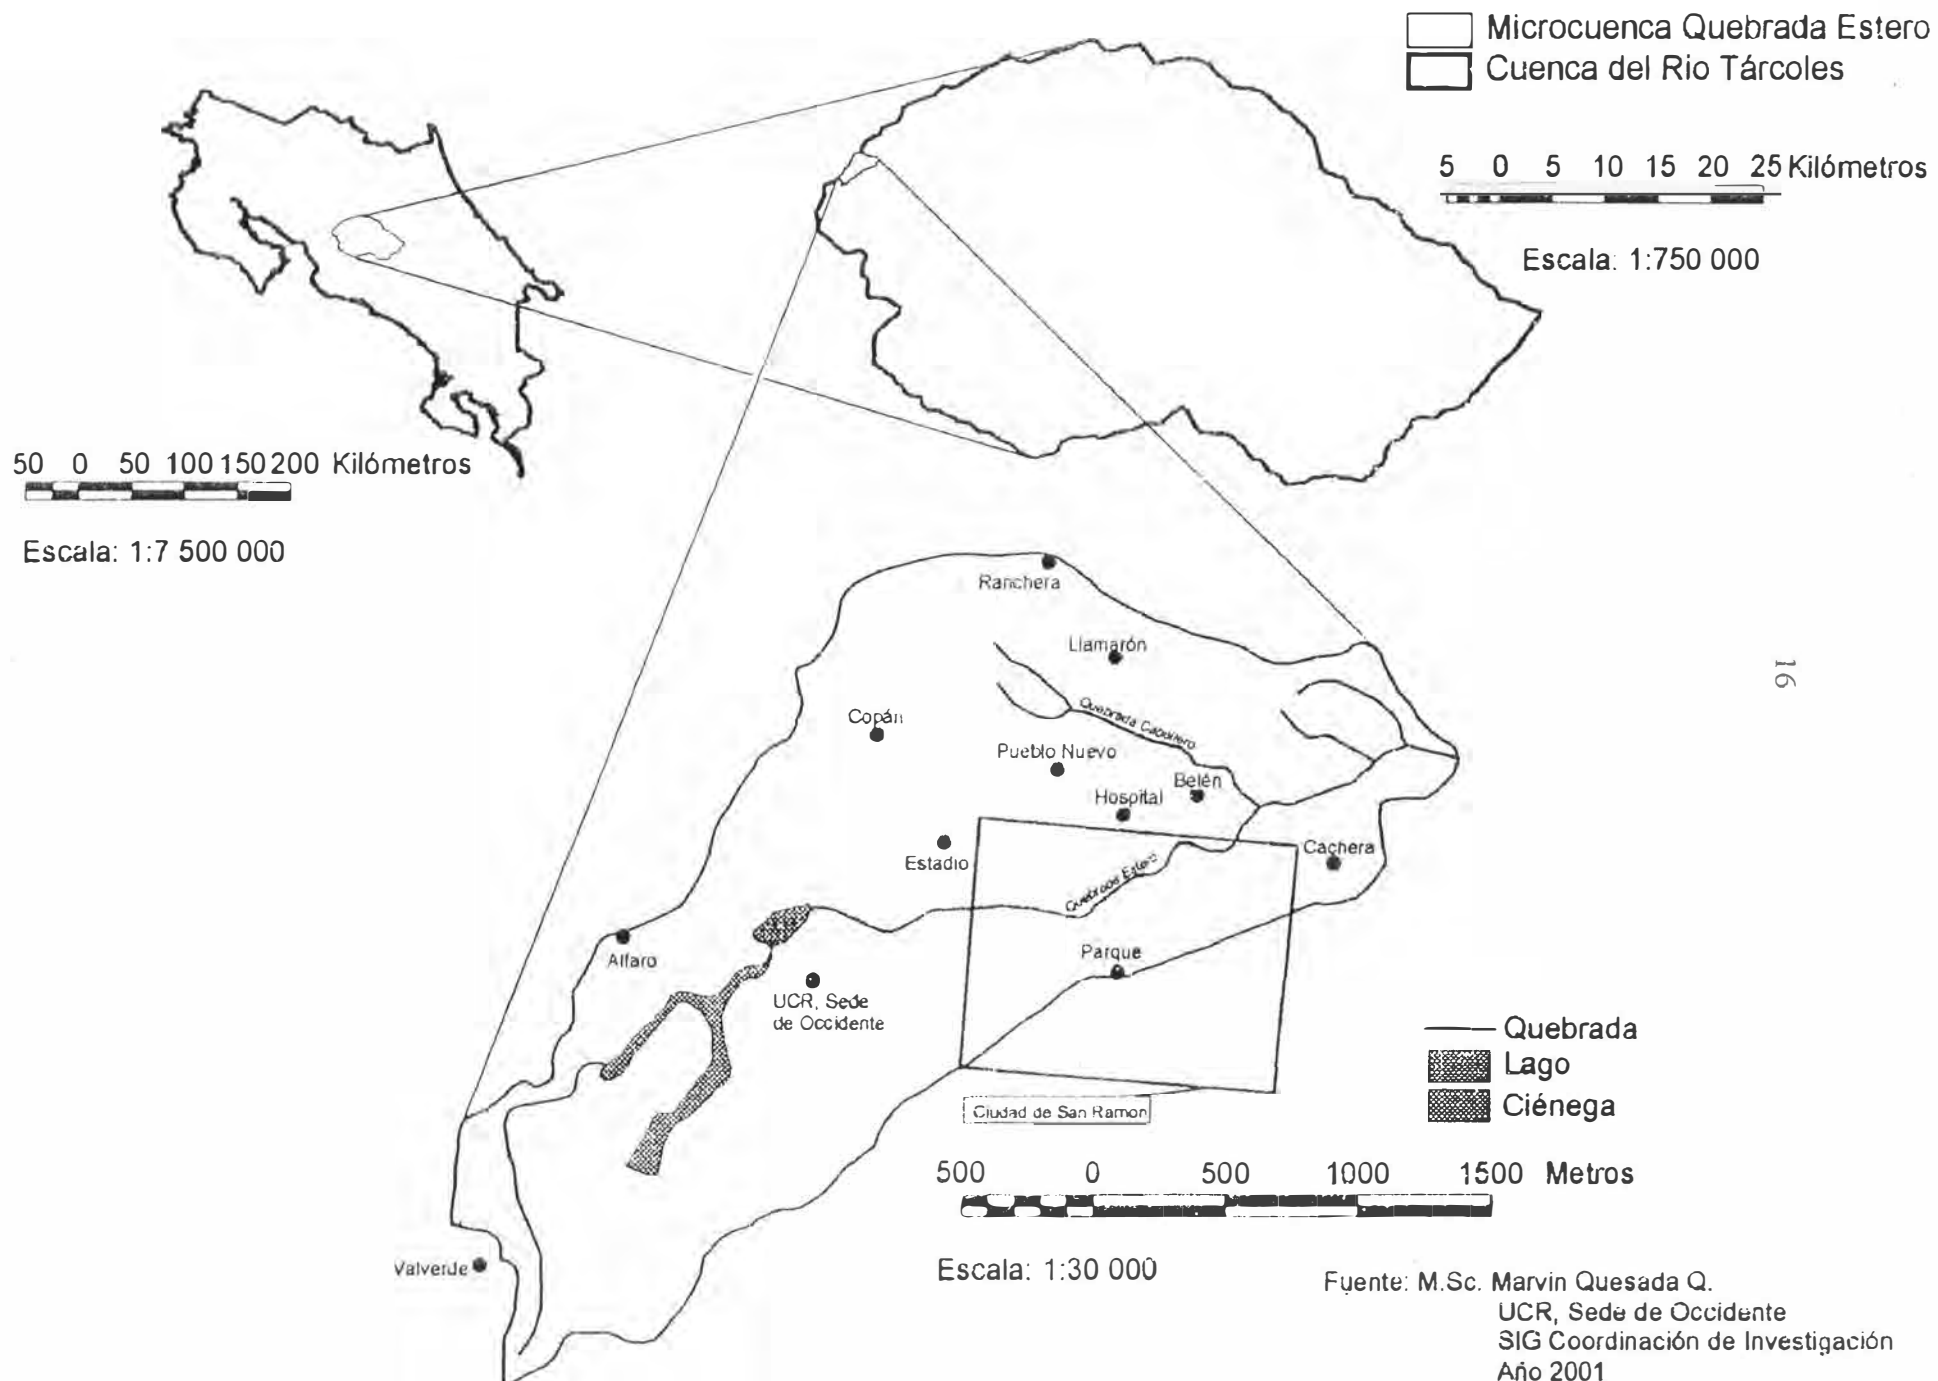 Microcuenca Quebrada Estero
Cuenca del Rio Tárcoles
5 0 5 10 15 20 25 Kilómetros
Escala: 1:750 000
50 0 50 100 150 200 Kilómetros
Escala: 1:7 500 000
Ranchera
Llamarón
16
Copán
Quebrada
Pueblo Nuevo
Belén
Hospital
Cachera
Estadio
Quebrada Estero
Alfaro
Parque
UCR, Sede
de Occidente
Quebrada
Lago
Ciénega
Ciudad de San Ramon
500 0 500 1000 1500 Metros
Valverde
Escala: 1:30 000
Fuente: M.Sc. Marvin Quesada Q.
UCR, Sede de Occidente
SIG Coordinación de Investigación
Año 2001